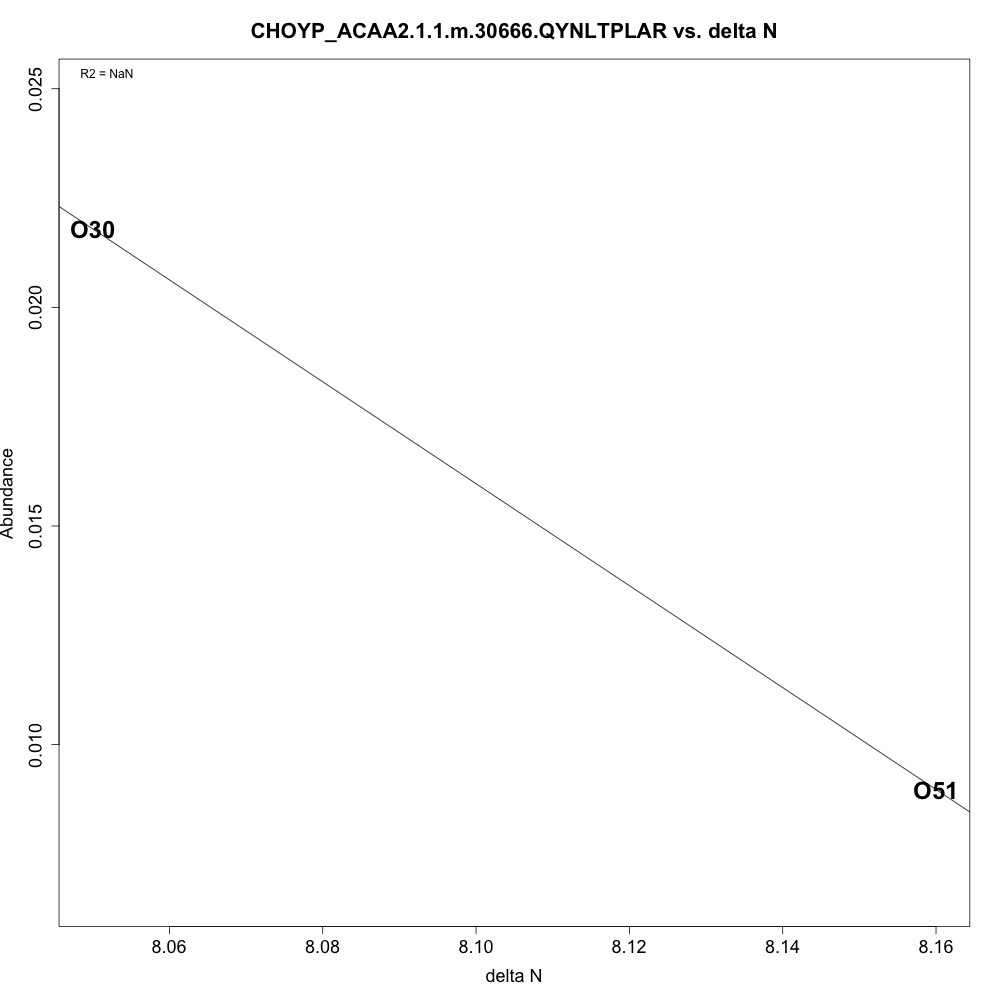 CHOYP_ACAA2.1.1.m.30666.QYNLTPLAR vs. delta N
R2 = NaN
0.025
O30
0.020
Abundance
0.015
0.010
O51
8.06 8.08 8.10 8.12 8.14 8.16
delta N